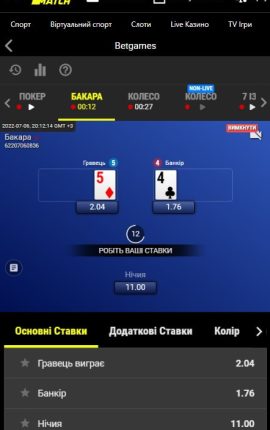 MATCH
Спорт Віртуальний спорт Слоти Live Казино TV Ігри
Betgames
NON-LIVE
ПОКЕР БАКАРА КОЛЕСО КОЛЕСО 7 ІЗ
00:12 00:27
2022-07-06, 20:12:14 GMT +3 ВИМКНУТИ
Бакара
62207060836
Гравець 5 4 Банкір
5 4
2.04 1.76
12
РОБІТЬ ВАШІ СТАВКИ
Нічия
11.00
Основні Ставки Додаткові Ставки Колір
Гравець виграє 2.04
Банкір 1.76
Нічия 11.00